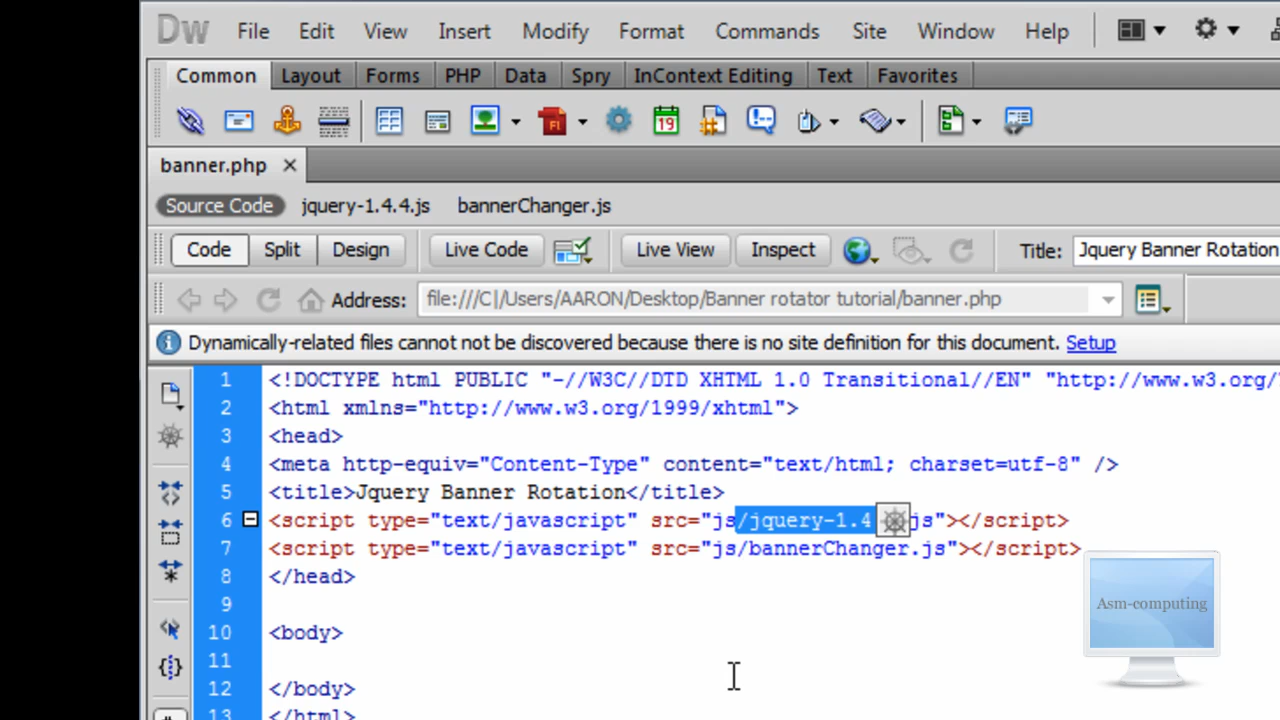 Dw File Edit View Insert Modify Format Commands Site Window Help
Common Layout Forms PHP Data Spry InContext Editing Text Favorites
19
banner.php
Source Code jquery-1.4.4.js bannerChanger.js
Code Split Design Live Code Live View Inspect Title: Jquery Banner Rotation
Address: file:///C|/Users/AARON/Desktop/Banner rotator tutorial/banner.php
Dynamically-related files cannot not be discovered because there is no site definition for this document. Setup
1 <!DOCTYPE html PUBLIC "-//W3C//DTD XHTML 1.0 Transitional//EN" "http://www.w3.org/
2 <html xmlns="http://www.w3.org/1999/xhtml">
3 <head>
4 <meta http-equiv="Content-Type" content="text/html; charset=utf-8" />
5 <title>Jquery Banner Rotation</title>
6 <script type="text/javascript" src="js/jquery-1.4 js"></script>
7 <script type="text/javascript" src="js/bannerChanger.js"></script>
8 </head>
9
10 <body>
11
12 </body>
13 </html>
Asm-computing